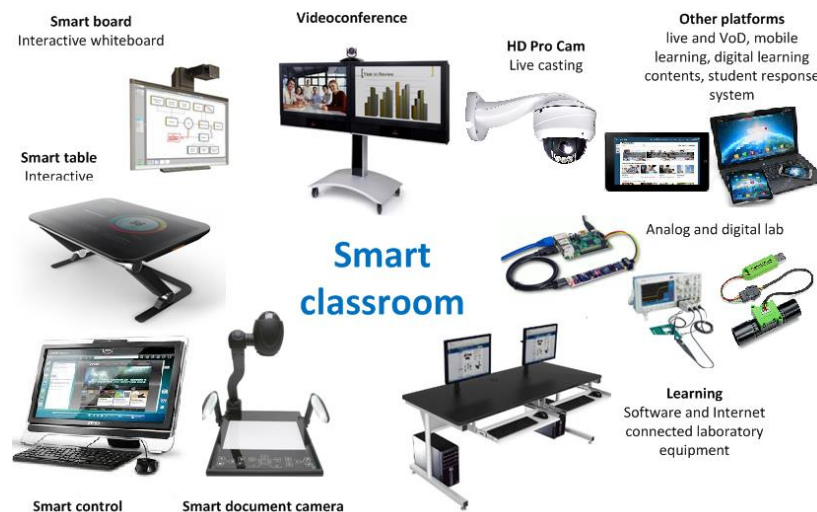 Smart board
Interactive whiteboard
Videoconference
HD Pro Cam
Live casting
Other platforms
live and VoD, mobile
learning, digital learning
contents, student response
system
Smart table
Interactive
Smart
classroom
Analog and digital lab
Learning
Software and Internet
connected laboratory
equipment
Smart control
Smart document camera